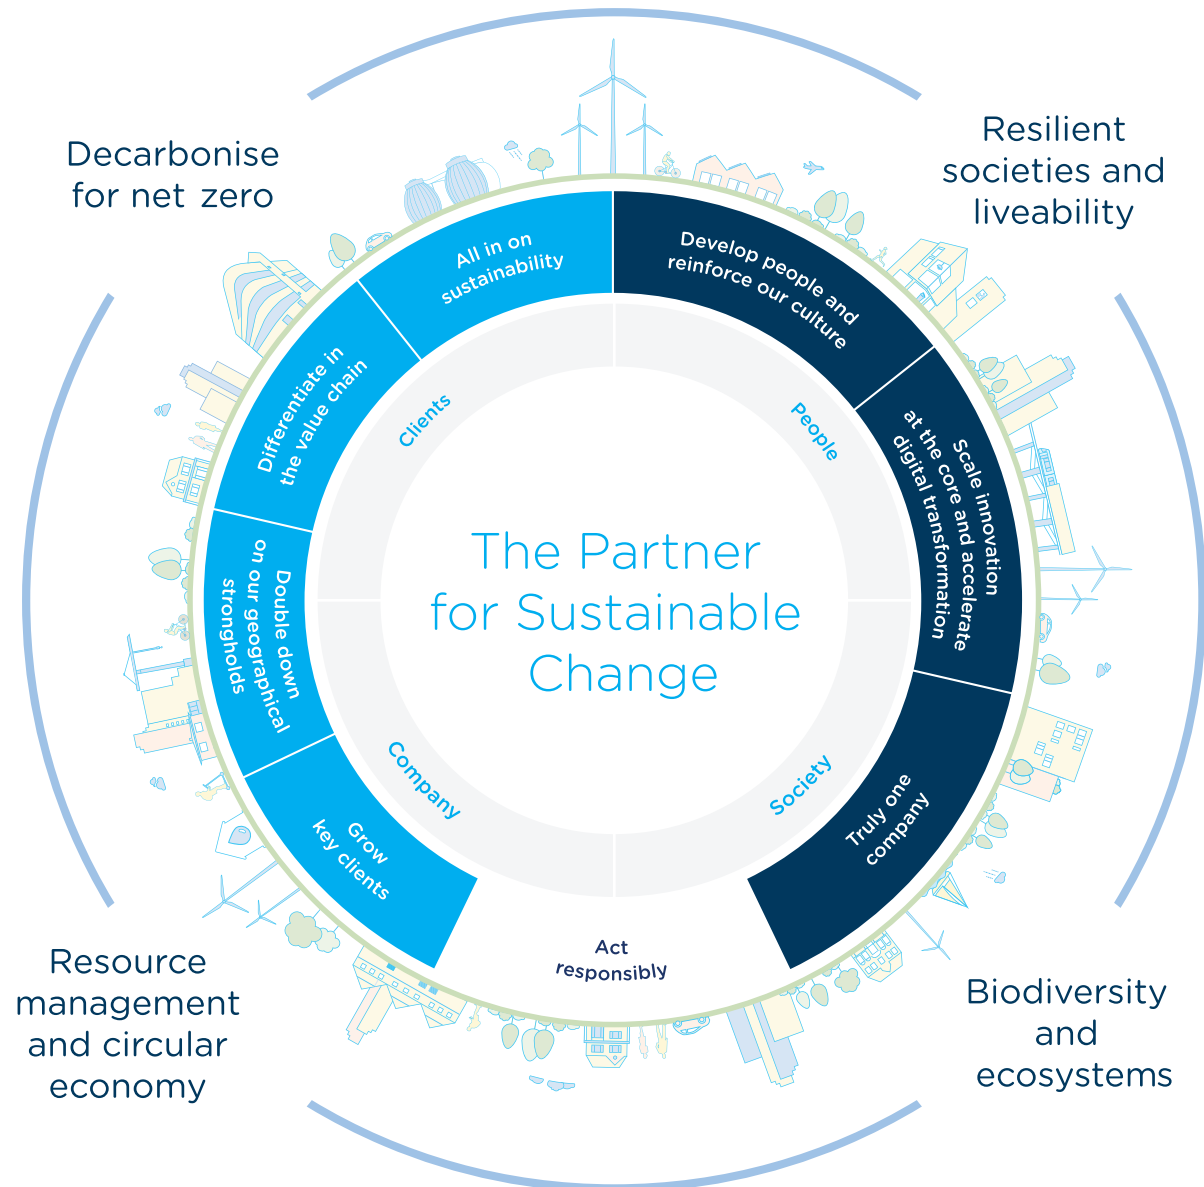 Decarbonise
for net zero
Resilient
societies and
liveability
All in on
sustainability
Develop people and
reinforce our culture
Differentiate in
the value chain
Scale innovation
at the core and accelerate
digital transformation
Clients
People
The Partner
for Sustainable
Change
Double down
on our geographical
strongholds
Company
Society
Grow
key clients
Truly one
company
Act
responsibly
Resource
management
and circular
economy
Biodiversity
and
ecosystems